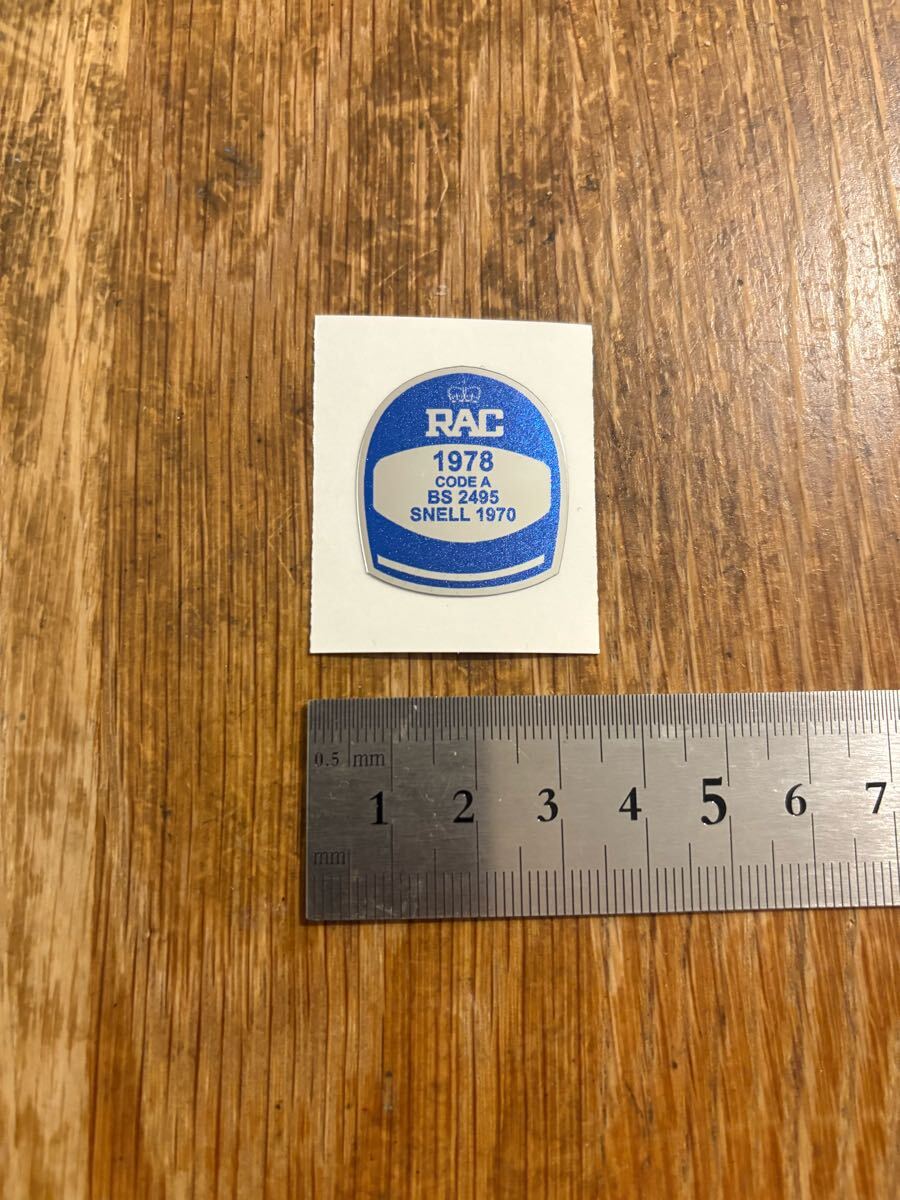 RAC
1978
CODE A
BS 2495
SNELL 1970
0.5 mm
1 2 3 4 5 6 7
mm